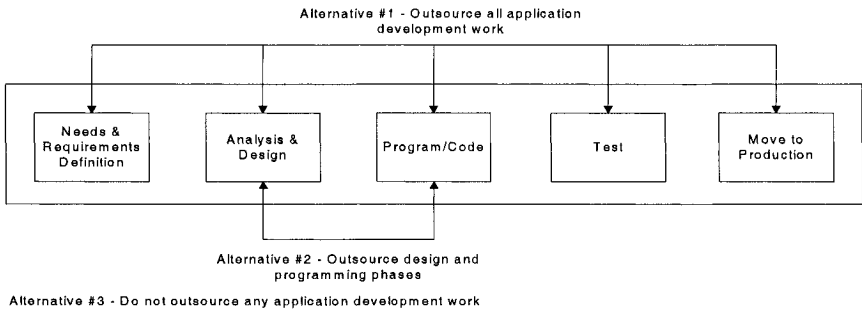 Alternative #1 - Outsource all application
development work
Needs &
Requirements
Definition
Analysis &
Design
Program/Code
Test
Move to
Production
Alternative #2 - Outsource design and
programming phases
Alternative #3 - Do not outsource any application development work